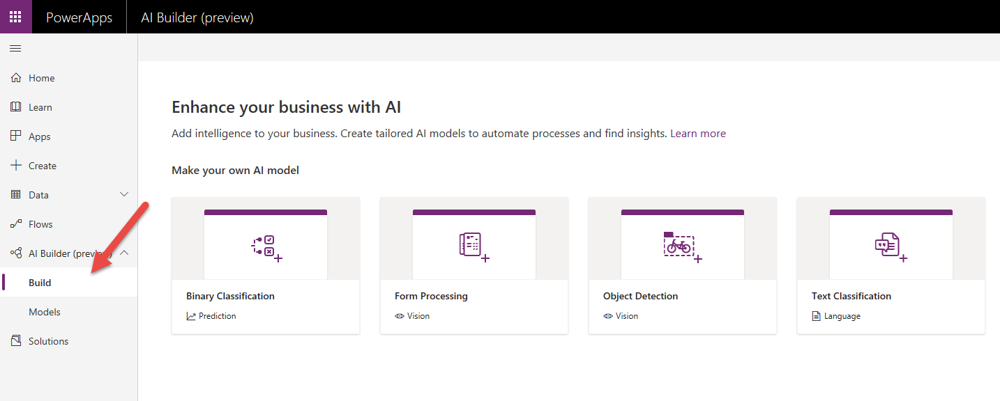 PowerApps
AI Builder (preview)
Home
Learn
Apps
Create
Data
Flows
AI Builder
Build
Models
Solutions
Enhance your business with AI
Add intelligence to your business. Create tailored AI models to automate processes and find insights. Learn more
Make your own AI model
Binary Classification
Prediction
Form Processing
Vision
Object Detection
Vision
Text Classification
Language